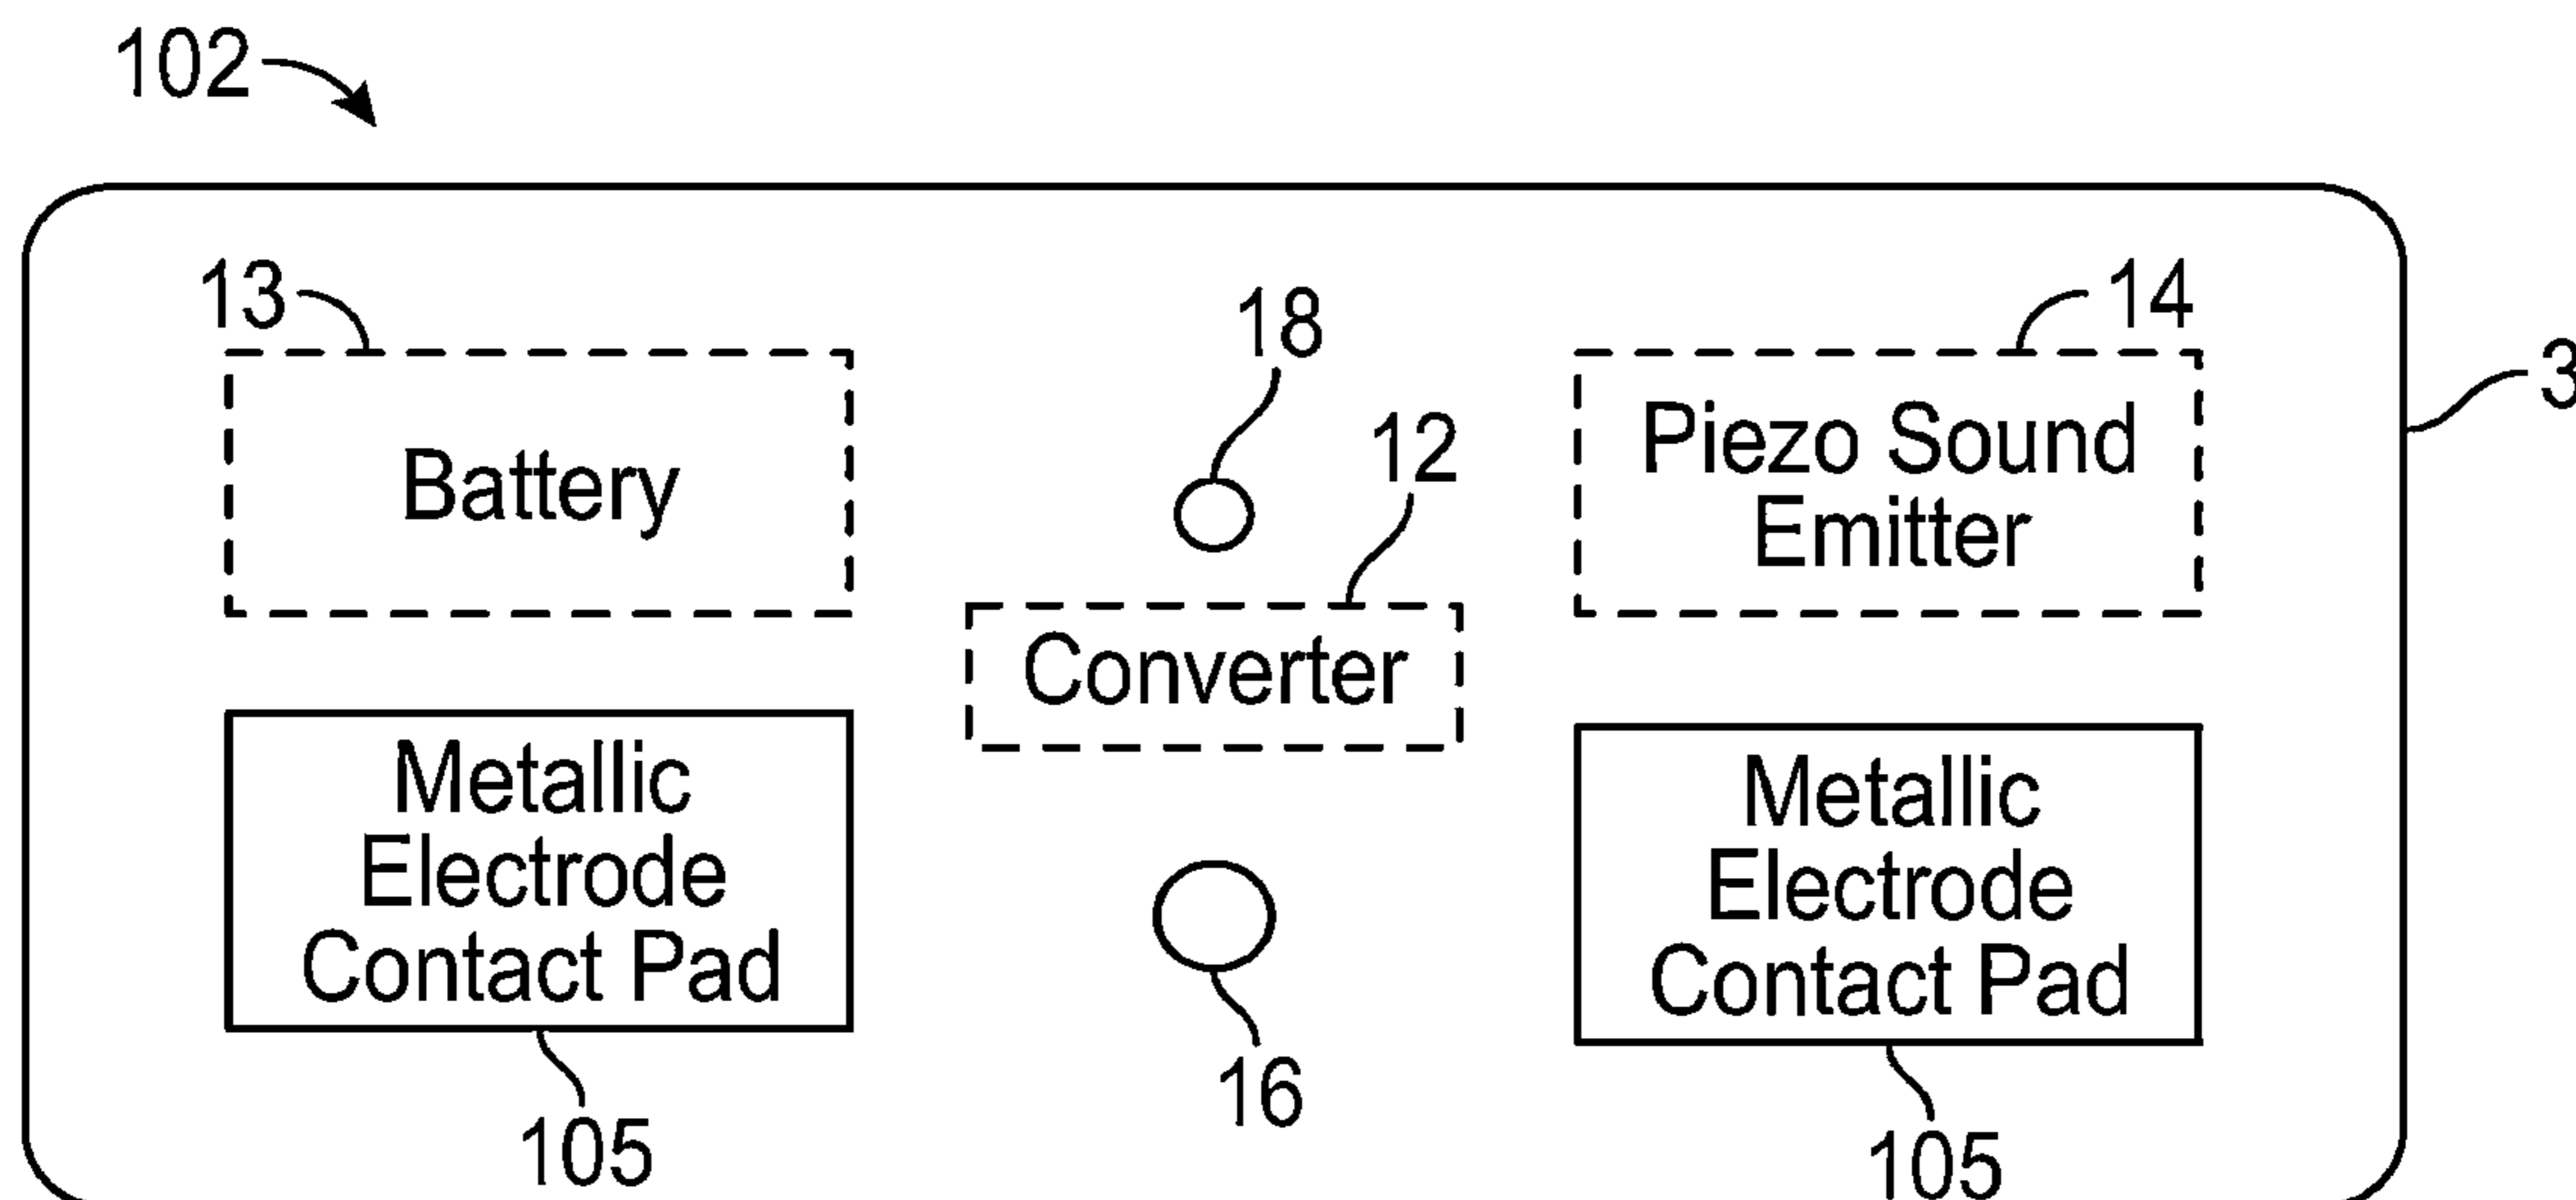 102
13
18
14
3
12
Battery
Piezo Sound
Emitter
Converter
Metallic
Electrode
Contact Pad
Metallic
Electrode
Contact Pad
16
105
105